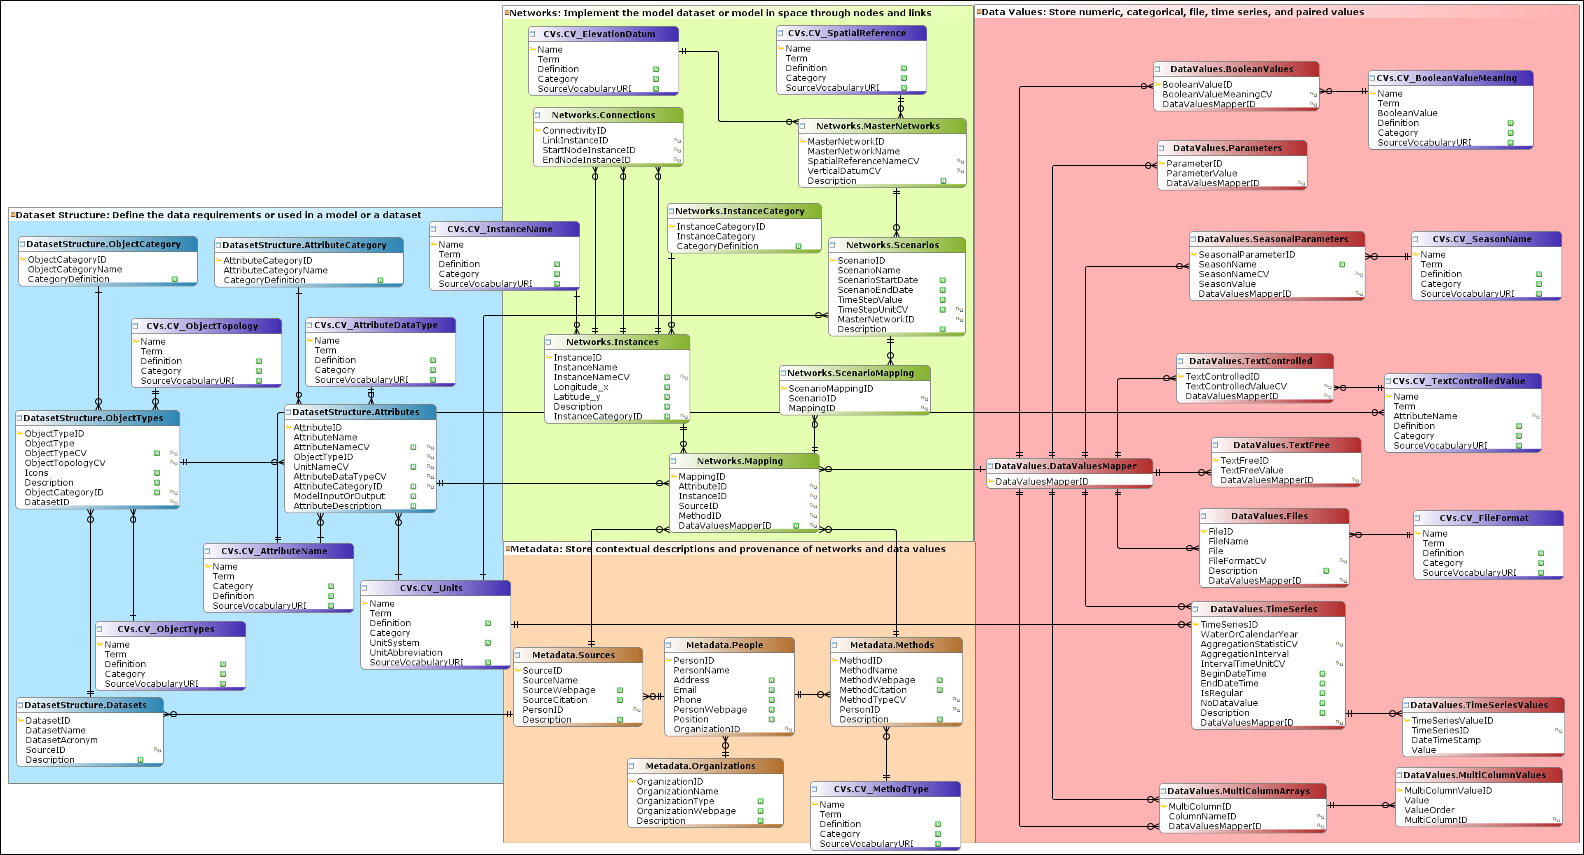 Networks: Implement the model dataset or model in space through nodes and links
CVs.CV_ElevationDatum
Name
Term
Definition
Category
SourceVocabularyURI
CVs.CV_SpatialReference
Name
Term
Definition
Category
SourceVocabularyURI
Networks.Connections
ConnectivityID
LinkInstanceID
StartNodeInstanceID
EndNodeInstanceID
Networks.MasterNetworks
MasterNetworkID
MasterNetworkName
SpatialReferenceNameCV
VerticalDatumCV
Description
Networks.InstanceCategory
InstanceCategoryID
InstanceCategory
CategoryDefinition
Networks.Scenarios
ScenarioID
ScenarioName
ScenarioStartDate
ScenarioEndDate
TimeStepValue
TimeStepUnitCV
MasterNetworkID
Description
CVs.CV_InstanceName
Name
Term
Definition
Category
SourceVocabularyURI
Networks.Instances
InstanceID
InstanceName
InstanceNameCV
Longitude_x
Latitude_y
Description
InstanceCategoryID
Networks.ScenarioMapping
ScenarioMappingID
ScenarioID
MappingID
Networks.Mapping
MappingID
AttributeID
InstanceID
SourceID
MethodID
DataValuesMapperID
Dataset Structure: Define the data requirements or used in a model or a dataset
DatasetStructure.ObjectCategory
ObjectCategoryID
ObjectCategoryName
CategoryDefinition
DatasetStructure.AttributeCategory
AttributeCategoryID
AttributeCategoryName
CategoryDefinition
CVs.CV_ObjectTopology
Name
Term
Definition
Category
SourceVocabularyURI
CVs.CV_AttributeDataType
Name
Term
Definition
Category
SourceVocabularyURI
DatasetStructure.ObjectTypes
ObjectTypeID
ObjectType
ObjectTypeCV
ObjectTopologyCV
Icons
Description
ObjectCategoryID
DatasetID
DatasetStructure.Attributes
AttributeID
AttributeName
AttributeNameCV
ObjectTypeID
UnitNameCV
AttributeDataTypeCV
AttributeCategoryID
ModelInputOrOutput
AttributeDescription
CVs.CV_AttributeName
Name
Term
Category
Definition
SourceVocabularyURI
CVs.CV_Units
Name
Term
Definition
Category
UnitSystem
UnitAbbreviation
SourceVocabularyURI
CVs.CV_ObjectTypes
Name
Term
Definition
Category
SourceVocabularyURI
DatasetStructure.Datasets
DatasetID
DatasetName
DatasetAcronym
SourceID
Description
Metadata: Store contextual descriptions and provenance of networks and data values
Metadata.Sources
SourceID
SourceName
SourceWebpage
SourceCitation
PersonID
Description
Metadata.People
PersonID
PersonName
Address
Email
Phone
PersonWebpage
Position
OrganizationID
Metadata.Methods
MethodID
MethodName
MethodWebpage
MethodCitation
MethodTypeCV
PersonID
Description
Metadata.Organizations
OrganizationID
OrganizationName
OrganizationType
OrganizationWebpage
Description
CVs.CV_MethodType
Name
Term
Definition
Category
SourceVocabularyURI
Data Values: Store numeric, categorical, file, time series, and paired values
DataValues.BooleanValues
BooleanValueID
BooleanValueMeaningCV
DataValuesMapperID
CVs.CV_BooleanValueMeaning
Name
Term
BooleanValue
Definition
Category
SourceVocabularyURI
DataValues.Parameters
ParameterID
ParameterValue
DataValuesMapperID
DataValues.SeasonalParameters
SeasonalParameterID
SeasonName
SeasonNameCV
SeasonValue
DataValuesMapperID
CVs.CV_SeasonName
Name
Term
Definition
Category
SourceVocabularyURI
DataValues.TextControlled
TextControlledID
TextControlledValueCV
DataValuesMapperID
CVs.CV_TextControlledValue
Name
Term
AttributeName
Definition
Category
SourceVocabularyURI
DataValues.DataValuesMapper
DataValuesMapperID
DataValues.TextFree
TextFreeID
TextFreeValue
DataValuesMapperID
DataValues.Files
FileID
FileName
File
FileFormatCV
Description
DataValuesMapperID
CVs.CV_FileFormat
Name
Term
Definition
Category
SourceVocabularyURI
DataValues.TimeSeries
TimeSeriesID
WaterOrCalendarYear
AggregationStatisticCV
AggregationInterval
IntervalTimeUnitCV
BeginDateTime
EndDateTime
IsRegular
NoDataValue
Description
DataValuesMapperID
DataValues.TimeSeriesValues
TimeSeriesValueID
TimeSeriesID
DateTimeStamp
Value
DataValues.MultiColumnArrays
MultiColumnID
ColumnNameID
DataValuesMapperID
DataValues.MultiColumnValues
MultiColumnValueID
Value
ValueOrder
MultiColumnID